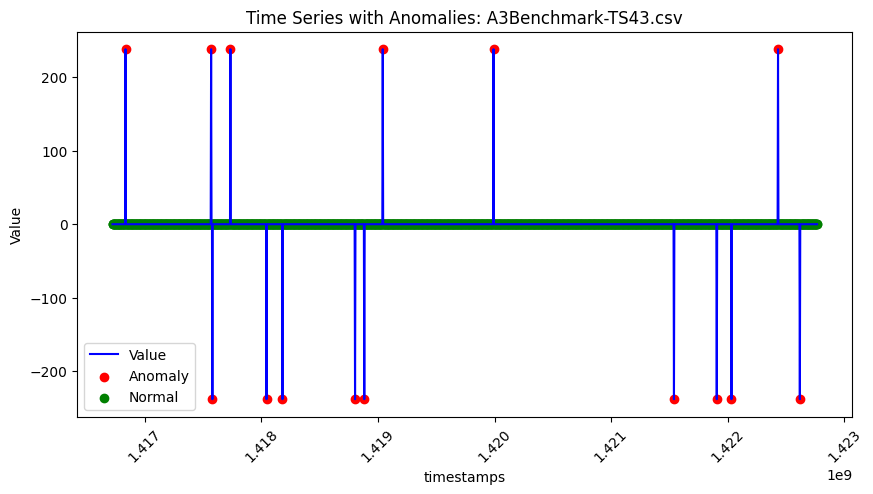 Time Series with Anomalies: A3Benchmark-TS43.csv
Value
200
100
0
−100
−200
Value
Anomaly
Normal
1.417
1.418
1.419
1.420
1.421
1.422
1.423
1e9
timestamps